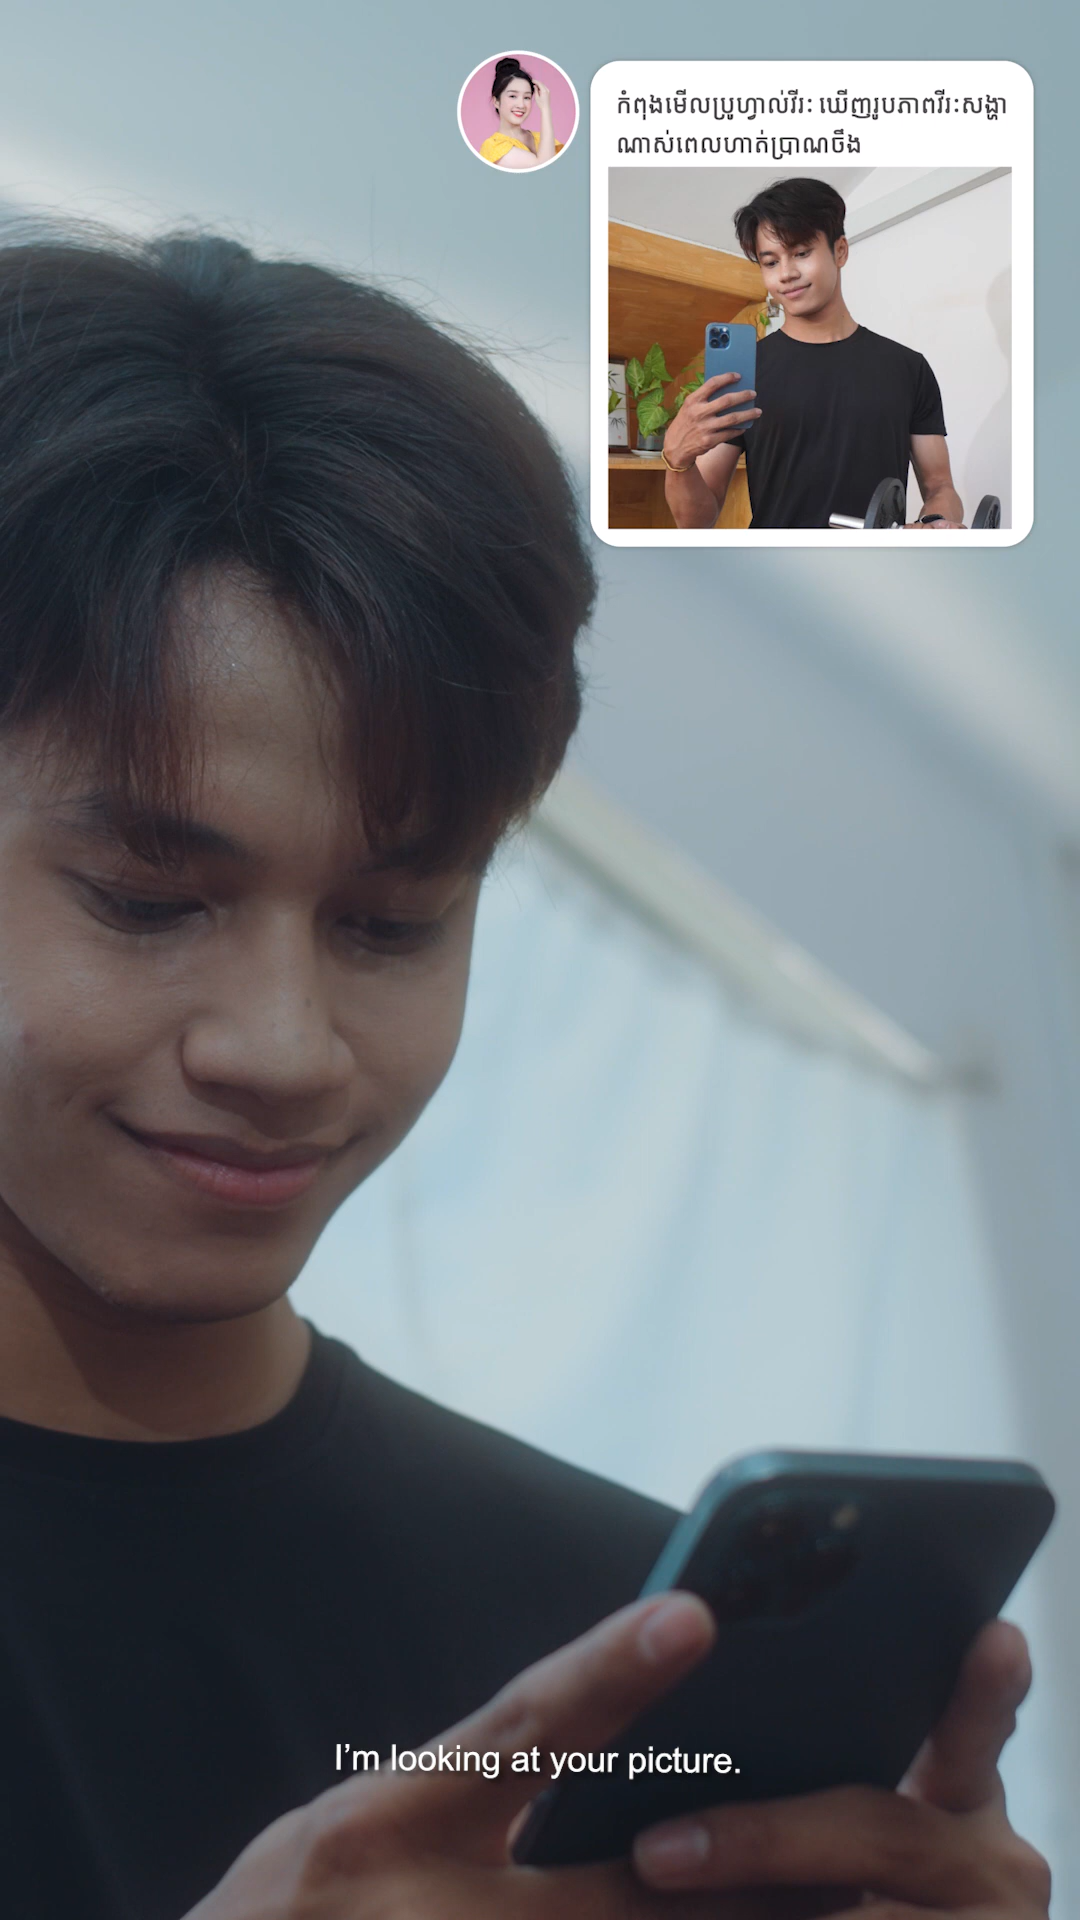 កំពុងមើលប្រូហ្វាល់វីរៈ ឃើញរូបភាពវីរៈសង្ហា
ណាស់ពេលហាត់ប្រាណចឹង
I'm looking at your picture.